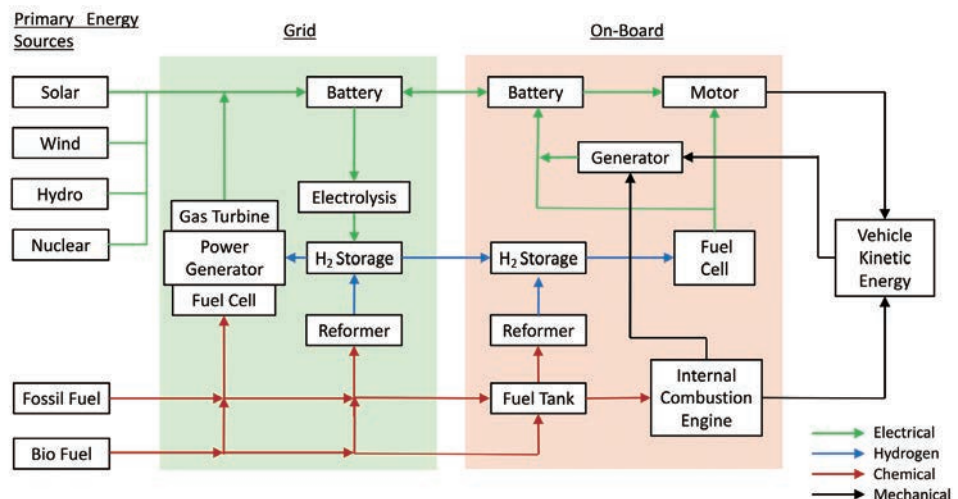 Primary Energy
Sources
Grid
On-Board
Solar
Wind
Hydro
Nuclear
Fossil Fuel
Bio Fuel
Battery
Electrolysis
Gas Turbine
Power
Generator
Fuel Cell
H₂ Storage
Reformer
Battery
Motor
Generator
H₂ Storage
Fuel
Cell
Reformer
Fuel Tank
Internal
Combustion
Engine
Vehicle
Kinetic
Energy
Electrical
Hydrogen
Chemical
Mechanical